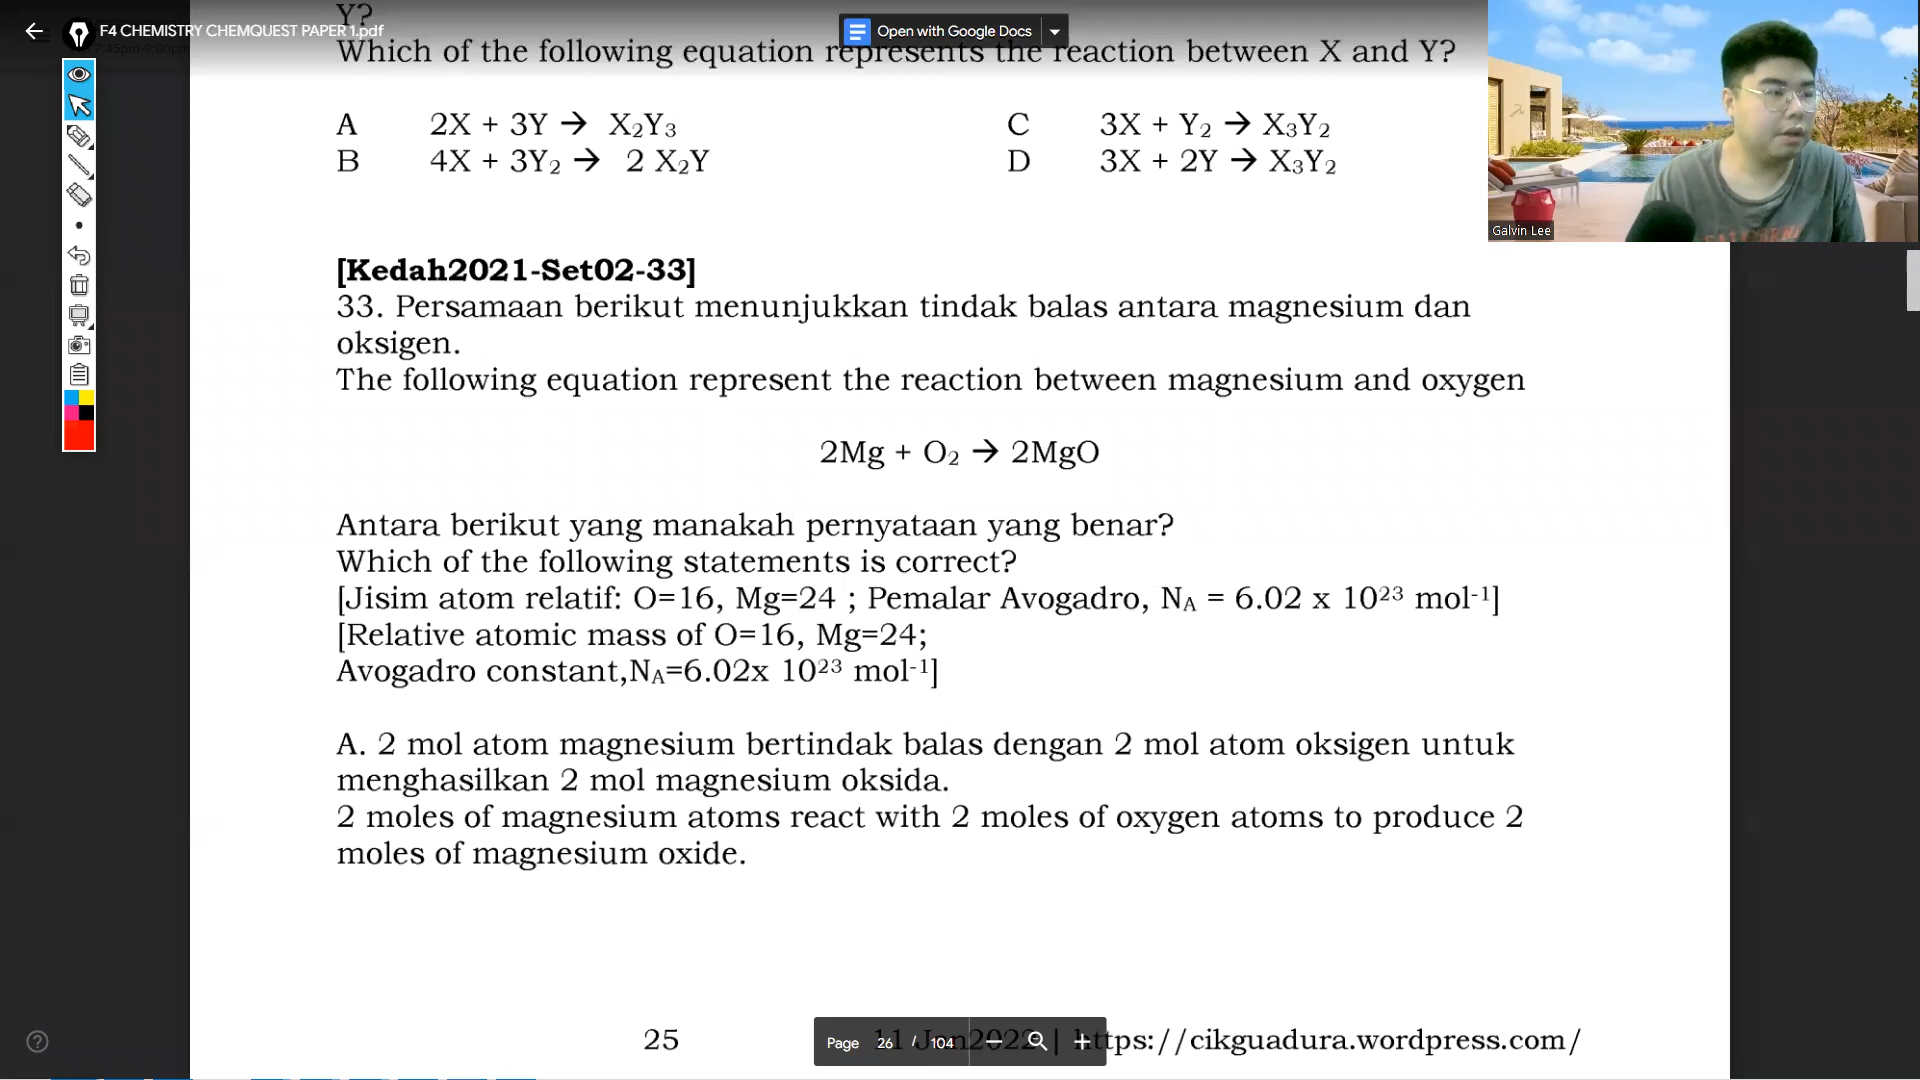 Y?
F4 CHEMISTRY CHEMQUEST PAPER 1.pdf
Open with Google Docs
Which of the following equation represents the reaction between X and Y?
A 2X + 3Y → X₂Y₃ C 3X + Y₂ → X₃Y₂
B 4X + 3Y₂ → 2 X₂Y D 3X + 2Y → X₃Y₂
Galvin Lee
[Kedah2021-Set02-33]
33. Persamaan berikut menunjukkan tindak balas antara magnesium dan
oksigen.
The following equation represent the reaction between magnesium and oxygen
2Mg + O₂ → 2MgO
Antara berikut yang manakah pernyataan yang benar?
Which of the following statements is correct?
[Jisim atom relatif: O=16, Mg=24 ; Pemalar Avogadro, Nᴀ = 6.02 x 10²³ mol⁻¹]
[Relative atomic mass of O=16, Mg=24;
Avogadro constant,Nᴀ=6.02x 10²³ mol⁻¹]
A. 2 mol atom magnesium bertindak balas dengan 2 mol atom oksigen untuk
menghasilkan 2 mol magnesium oksida.
2 moles of magnesium atoms react with 2 moles of oxygen atoms to produce 2
moles of magnesium oxide.
25 11 Jan2022 | https://cikguadura.wordpress.com/
Page 26 / 104